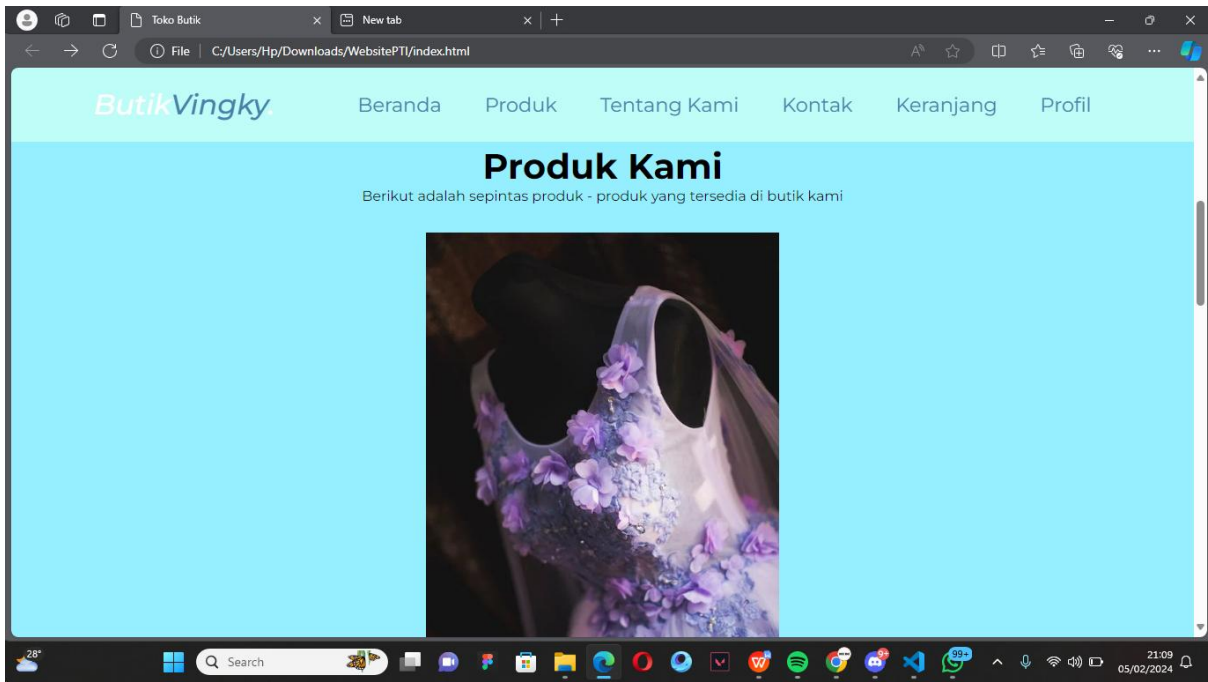 Toko Butik
New tab
File
C:/Users/Hp/Downloads/WebsitePTI/index.html
ButikVingky.
Beranda
Produk
Tentang Kami
Kontak
Keranjang
Profil
Produk Kami
Berikut adalah sepintas produk - produk yang tersedia di butik kami
28°
Search
99+
21:09
05/02/2024